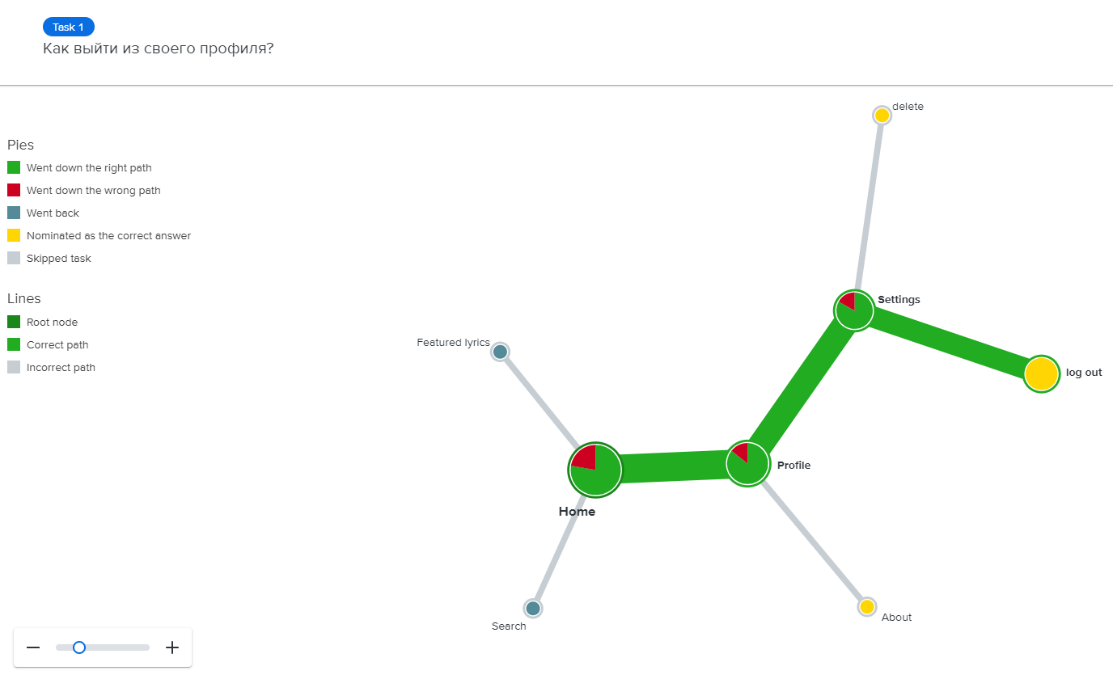 Task 1
Как выйти из своего профиля?
Pies
Went down the right path
Went down the wrong path
Went back
Nominated as the correct answer
Skipped task
Lines
Root node
Correct path
Incorrect path
delete
Settings
Featured lyrics
log out
Profile
Home
About
Search